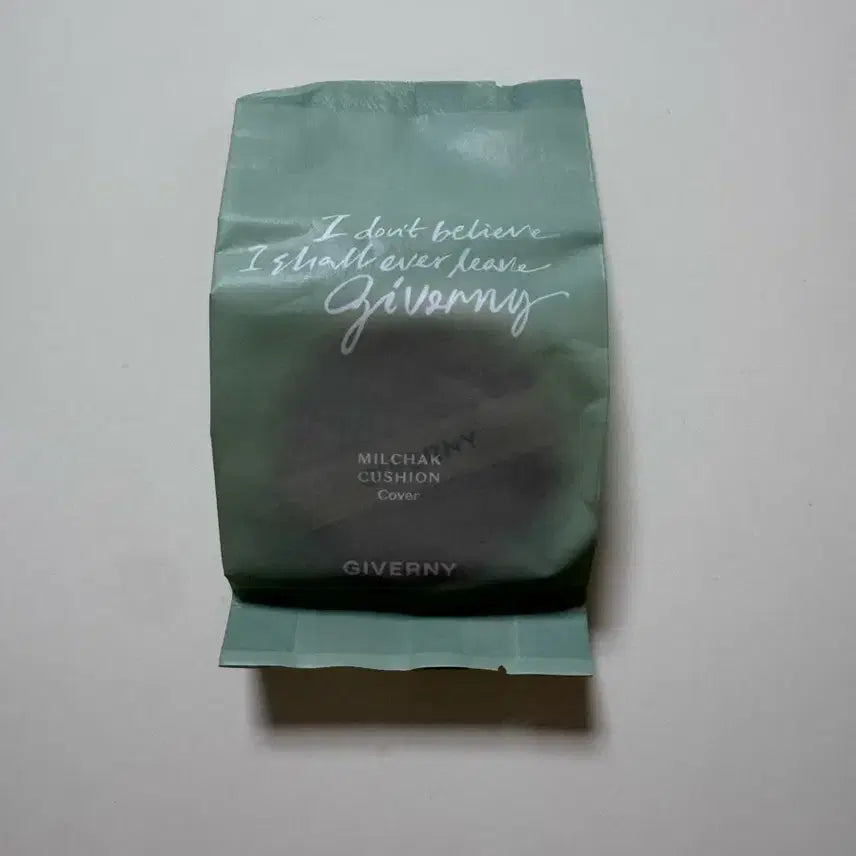 I don't believe
I shall ever leave
Giverny
MILCHAK
CUSHION
Cover
GIVERNY